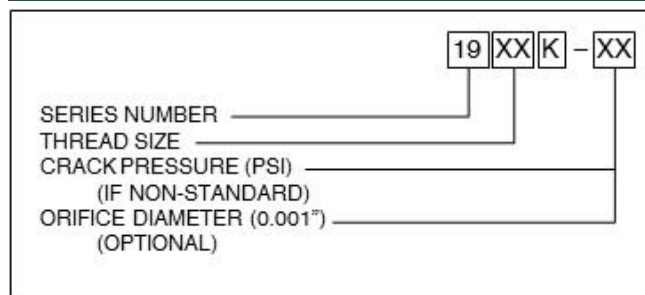 19 XX K – XX
SERIES NUMBER
THREAD SIZE
CRACK PRESSURE (PSI)
(IF NON-STANDARD)
ORIFICE DIAMETER (0.001”)
(OPTIONAL)